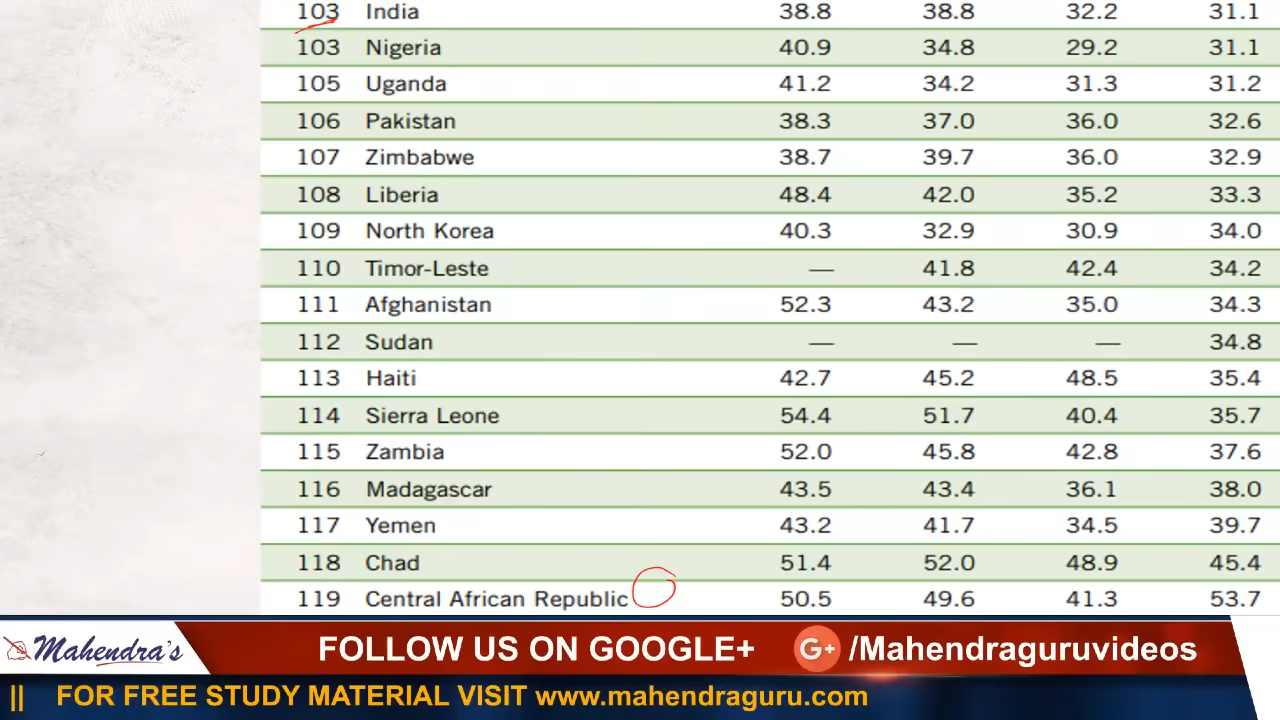 103 India 38.8 38.8 32.2 31.1
103 Nigeria 40.9 34.8 29.2 31.1
105 Uganda 41.2 34.2 31.3 31.2
106 Pakistan 38.3 37.0 36.0 32.6
107 Zimbabwe 38.7 39.7 36.0 32.9
108 Liberia 48.4 42.0 35.2 33.3
109 North Korea 40.3 32.9 30.9 34.0
110 Timor-Leste — 41.8 42.4 34.2
111 Afghanistan 52.3 43.2 35.0 34.3
112 Sudan — — — 34.8
113 Haiti 42.7 45.2 48.5 35.4
114 Sierra Leone 54.4 51.7 40.4 35.7
115 Zambia 52.0 45.8 42.8 37.6
116 Madagascar 43.5 43.4 36.1 38.0
117 Yemen 43.2 41.7 34.5 39.7
118 Chad 51.4 52.0 48.9 45.4
119 Central African Republic 50.5 49.6 41.3 53.7
Mahendra's FOLLOW US ON GOOGLE+ G+ /Mahendraguruvideos
|| FOR FREE STUDY MATERIAL VISIT www.mahendraguru.com